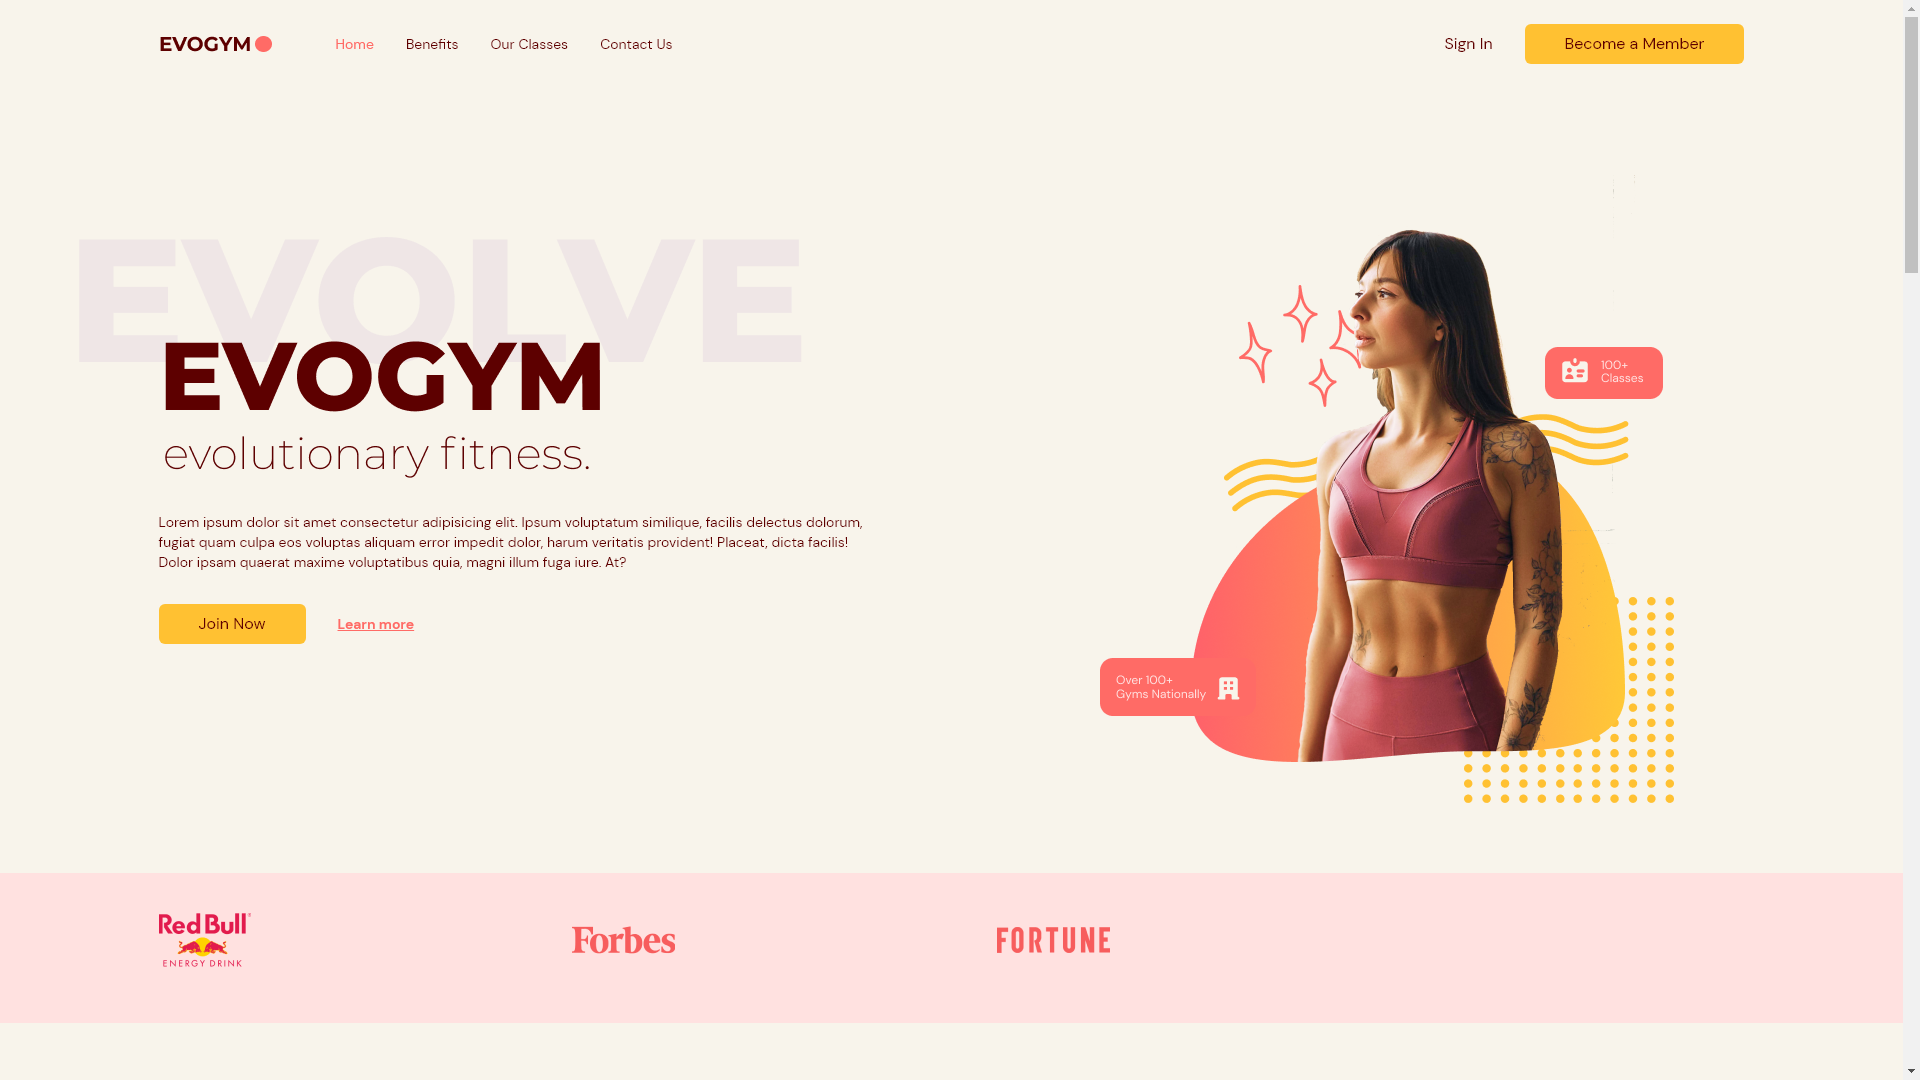 EVOGYM
Home
Benefits
Our Classes
Contact Us
Sign In
Become a Member
EVOLVE
EVOGYM
evolutionary fitness.
Lorem ipsum dolor sit amet consectetur adipisicing elit. Ipsum voluptatum similique, facilis delectus dolorum,
fugiat quam culpa eos voluptas aliquam error impedit dolor, harum veritatis provident! Placeat, dicta facilis!
Dolor ipsam quaerat maxime voluptatibus quia, magni illum fuga iure. At?
Join Now
Learn more
100+
Classes
Over 100+
Gyms Nationally
Red Bull
ENERGY DRINK
Forbes
FORTUNE